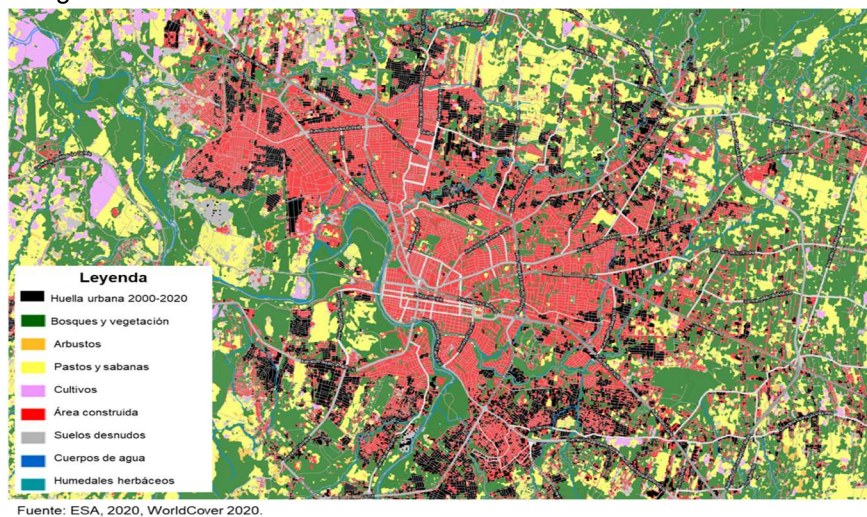 Leyenda
Huella urbana 2000-2020
Bosques y vegetación
Arbustos
Pastos y sabanas
Cultivos
Área construida
Suelos desnudos
Cuerpos de agua
Humedales herbáceos
Fuente: ESA, 2020, WorldCover 2020.